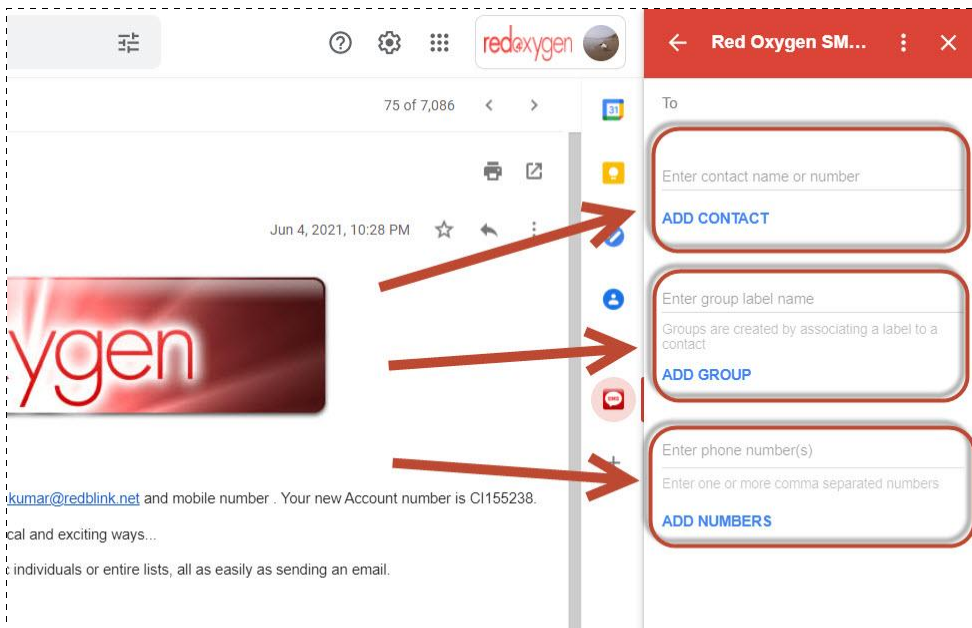 redoxygen
Red Oxygen SM...
75 of 7,086
31
To
Enter contact name or number
ADD CONTACT
Jun 4, 2021, 10:28 PM
Enter group label name
Groups are created by associating a label to a
contact
ADD GROUP
ygen
SMS
Enter phone number(s)
Enter one or more comma separated numbers
ADD NUMBERS
kumar@redblink.net and mobile number . Your new Account number is CI155238.
cal and exciting ways...
individuals or entire lists, all as easily as sending an email.